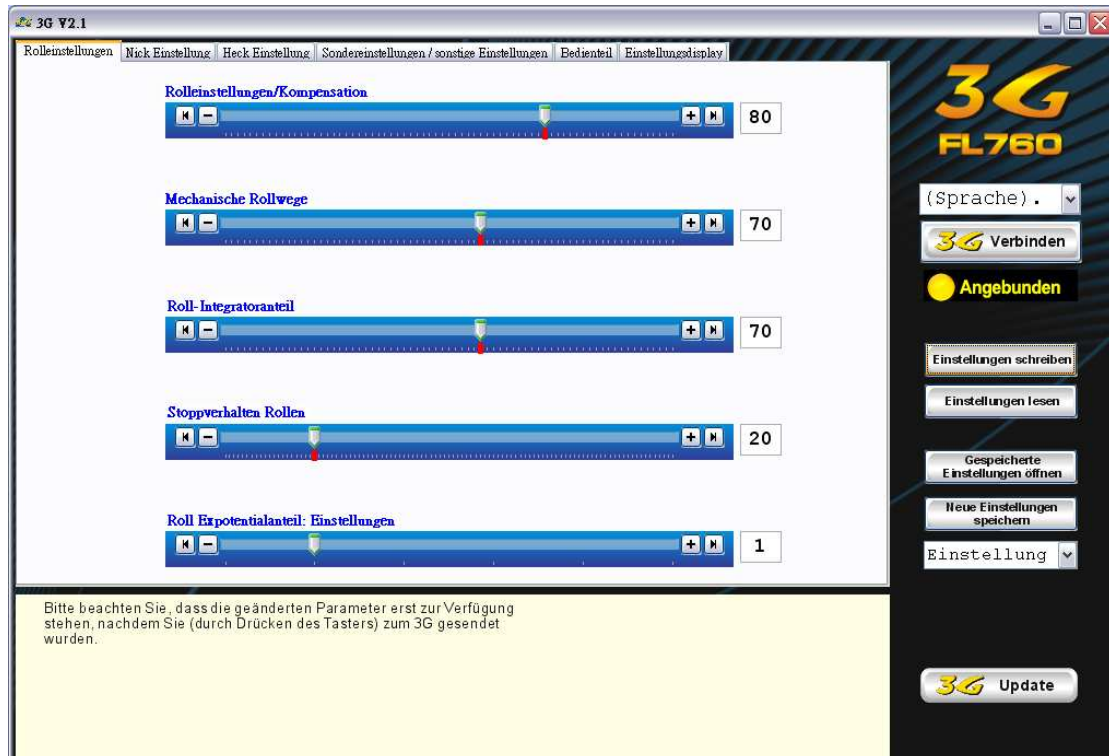 3G V2.1
Rolleinstellungen Nick Einstellung Heck Einstellung Sondereinstellungen / sonstige Einstellungen Bedienteil Einstellungsdisplay
Rolleinstellungen/Kompensation
80
Mechanische Rollwege
70
Roll-Integratoranteil
70
Stoppverhalten Rollen
20
Roll Expotentialanteil: Einstellungen
1
Bitte beachten Sie, dass die geänderten Parameter erst zur Verfügung
stehen, nachdem Sie (durch Drücken des Tasters) zum 3G gesendet
wurden.
3G
FL760
(Sprache).
3G Verbinden
Angebunden
Einstellungen schreiben
Einstellungen lesen
Gespeicherte
Einstellungen öffnen
Neue Einstellungen
speichern
Einstellung
3G Update